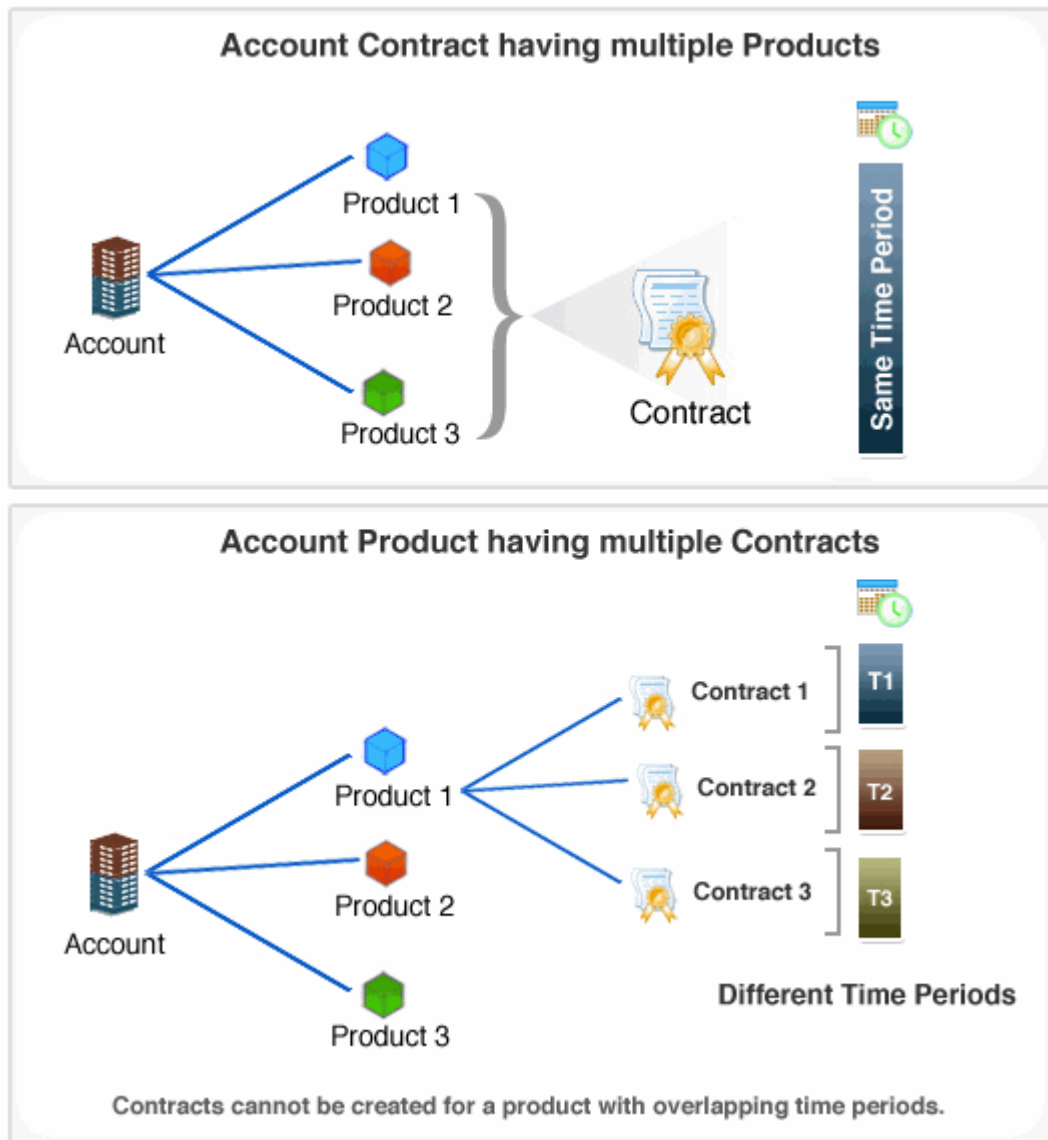 Account Contract having multiple Products
Product 1
Product 2
Account
Product 3
Contract
Same Time Period
Account Product having multiple Contracts
Contract 1
T1
Product 1
Contract 2
T2
Contract 3
T3
Product 2
Account
Different Time Periods
Product 3
Contracts cannot be created for a product with overlapping time periods.